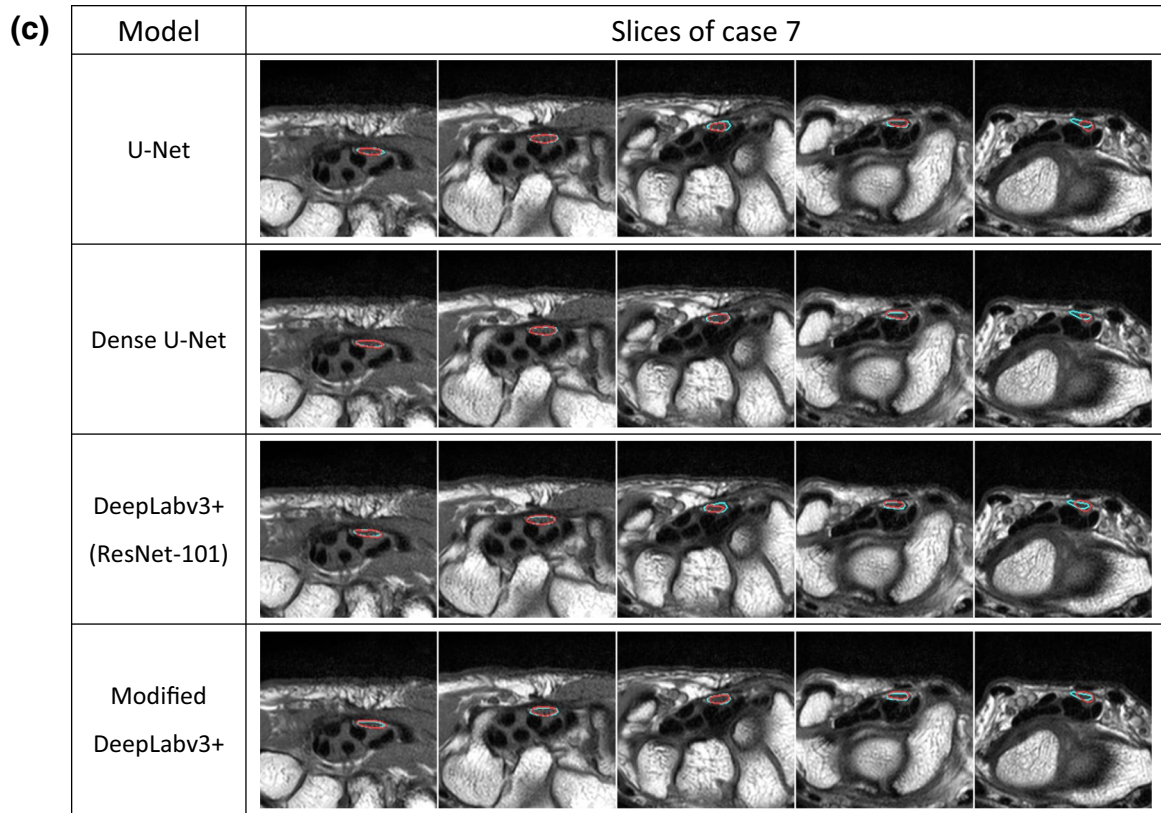 (c)
Model
Slices of case 7
U-Net
Dense U-Net
DeepLabv3+
(ResNet-101)
Modified
DeepLabv3+